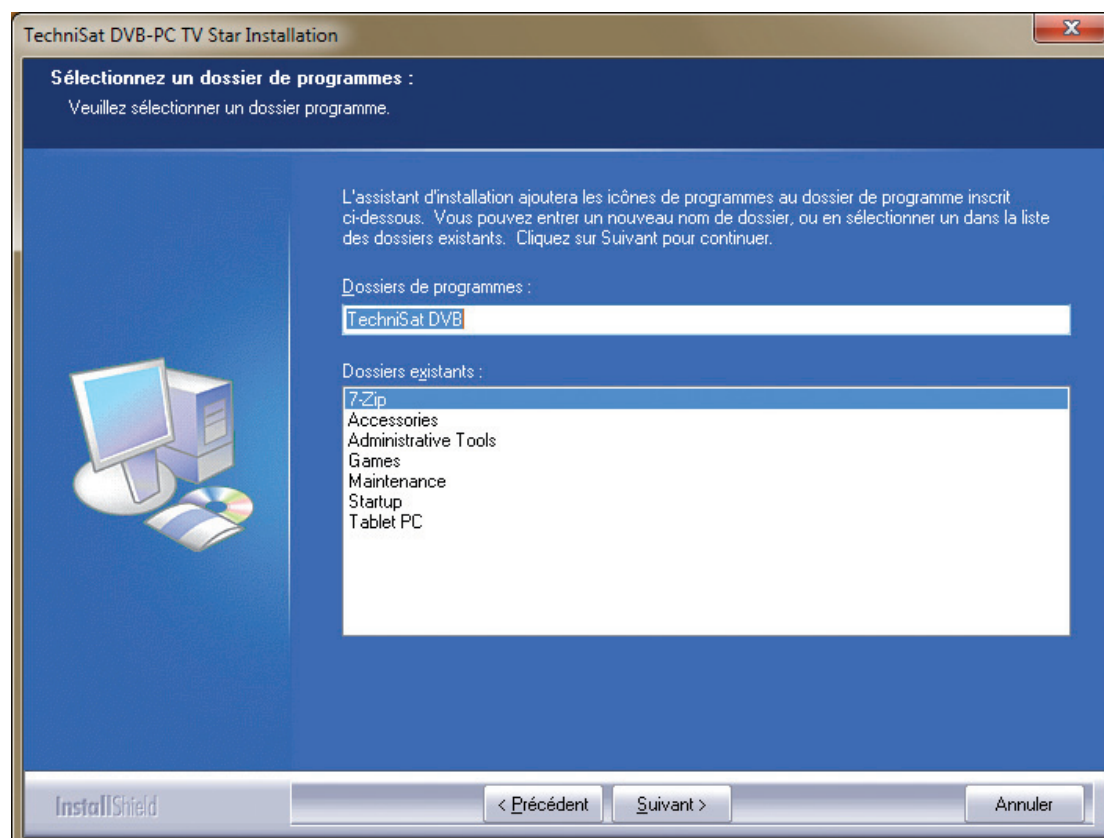 TechniSat DVB-PC TV Star Installation
Sélectionnez un dossier de programmes :
Veuillez sélectionner un dossier programme.
L'assistant d'installation ajoutera les icônes de programmes au dossier de programme inscrit
ci-dessous. Vous pouvez entrer un nouveau nom de dossier, ou en sélectionner un dans la liste
des dossiers existants. Cliquez sur Suivant pour continuer.
Dossiers de programmes :
TechniSat DVB
Dossiers existants :
7-Zip
Accessories
Administrative Tools
Games
Maintenance
Startup
Tablet PC
InstallShield
< Précédent
Suivant >
Annuler